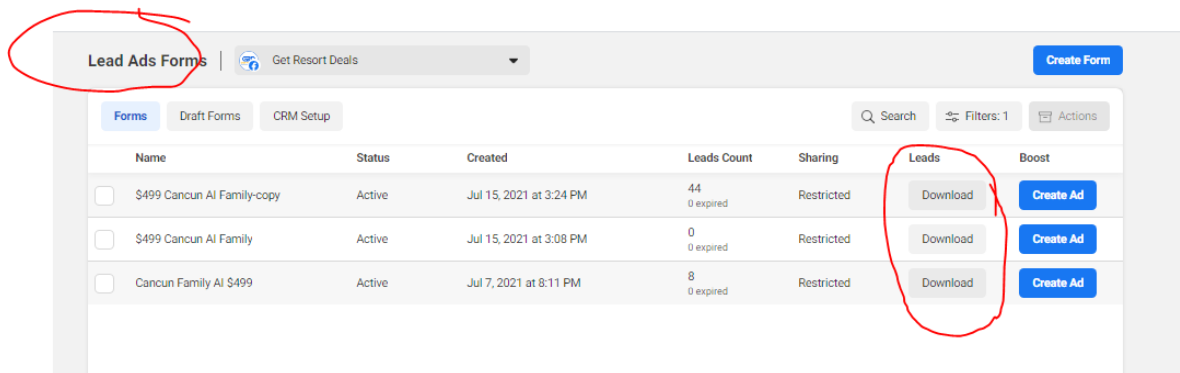 Lead Ads Forms | Get Resort Deals Create Form
Forms Draft Forms CRM Setup Search Filters: 1 Actions
Name Status Created Leads Count Sharing Leads Boost
$499 Cancun AI Family-copy Active Jul 15, 2021 at 3:24 PM 44 Restricted Download Create Ad
0 expired
$499 Cancun AI Family Active Jul 15, 2021 at 3:08 PM 0 Restricted Download Create Ad
0 expired
Cancun Family AI $499 Active Jul 7, 2021 at 8:11 PM 8 Restricted Download Create Ad
0 expired